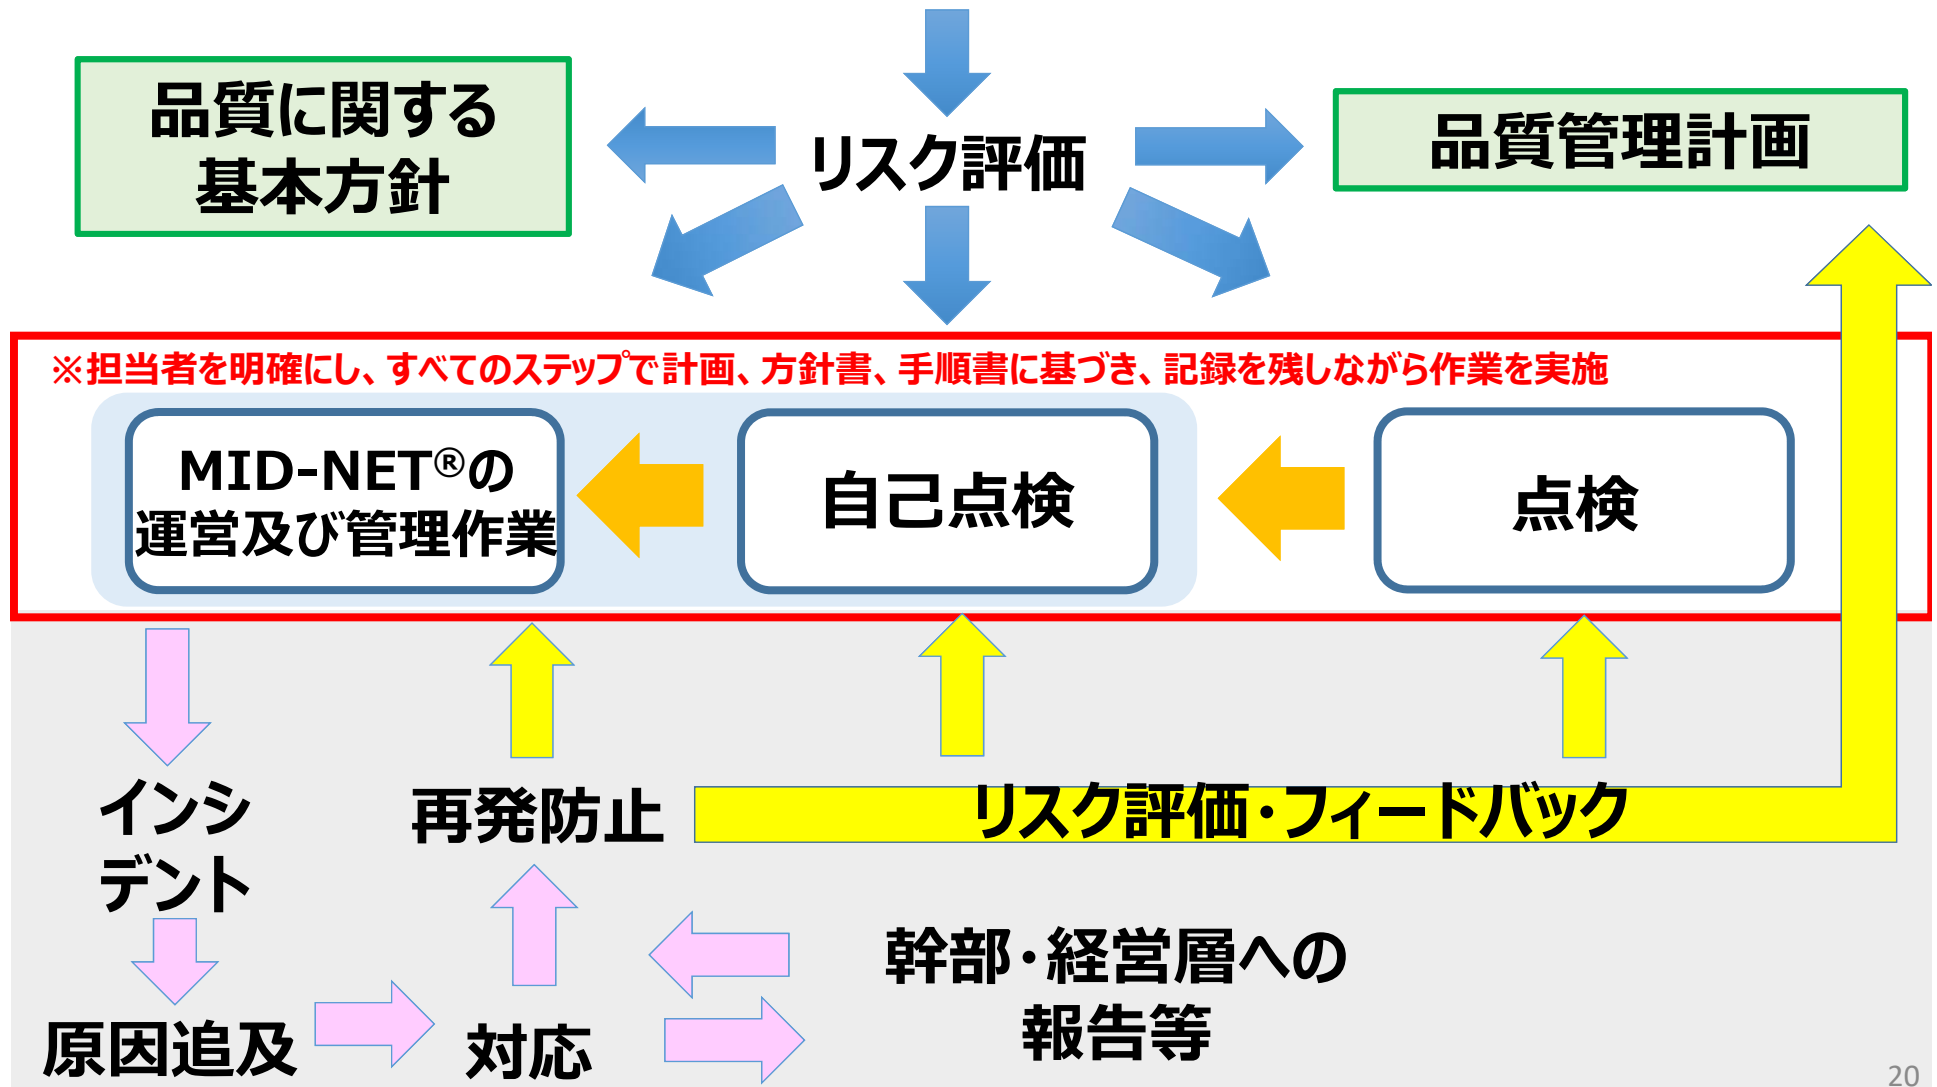 品質に関する
基本方針
リスク評価
品質管理計画
※担当者を明確にし、すべてのステップで計画、方針書、手順書に基づき、記録を残しながら作業を実施
MID-NET®の
運営及び管理作業
自己点検
点検
インシ
デント
再発防止
リスク評価・フィードバック
原因追及
対応
幹部・経営層への
報告等
20